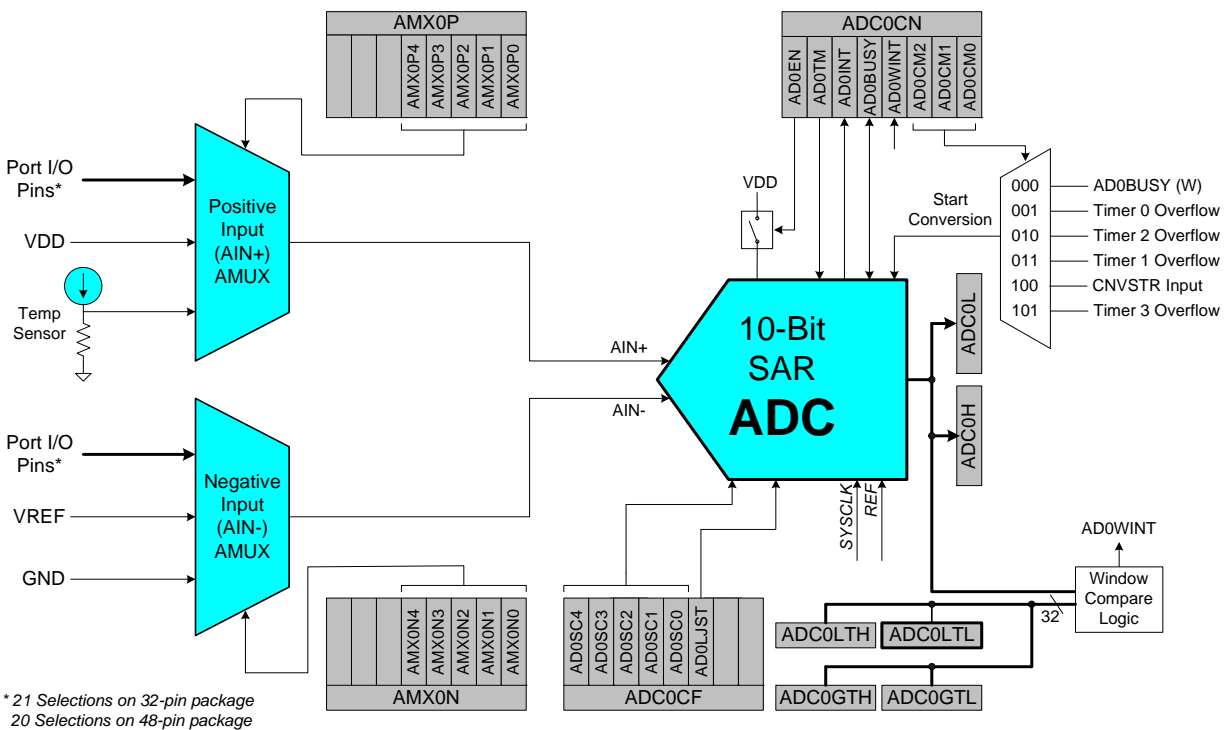 AMX0P
AMX0P4
AMX0P3
AMX0P2
AMX0P1
AMX0P0
ADC0CN
AD0EN
AD0TM
AD0INT
AD0BUSY
AD0WINT
AD0CM2
AD0CM1
AD0CM0
Port I/O
Pins*
VDD
Temp
Sensor
Positive
Input
(AIN+)
AMUX
VDD
Start
Conversion
000
001
010
011
100
101
AD0BUSY (W)
Timer 0 Overflow
Timer 2 Overflow
Timer 1 Overflow
CNVSTR Input
Timer 3 Overflow
AIN+
AIN-
10-Bit
SAR
ADC
ADC0L
ADC0H
Port I/O
Pins*
VREF
GND
Negative
Input
(AIN-)
AMUX
SYSCLK
REF
AD0WINT
Window
Compare
Logic
32
AMX0N4
AMX0N3
AMX0N2
AMX0N1
AMX0N0
AMX0N
AD0SC4
AD0SC3
AD0SC2
AD0SC1
AD0SC0
AD0LJST
ADC0CF
ADC0LTH
ADC0LTL
ADC0GTH
ADC0GTL
* 21 Selections on 32-pin package
20 Selections on 48-pin package